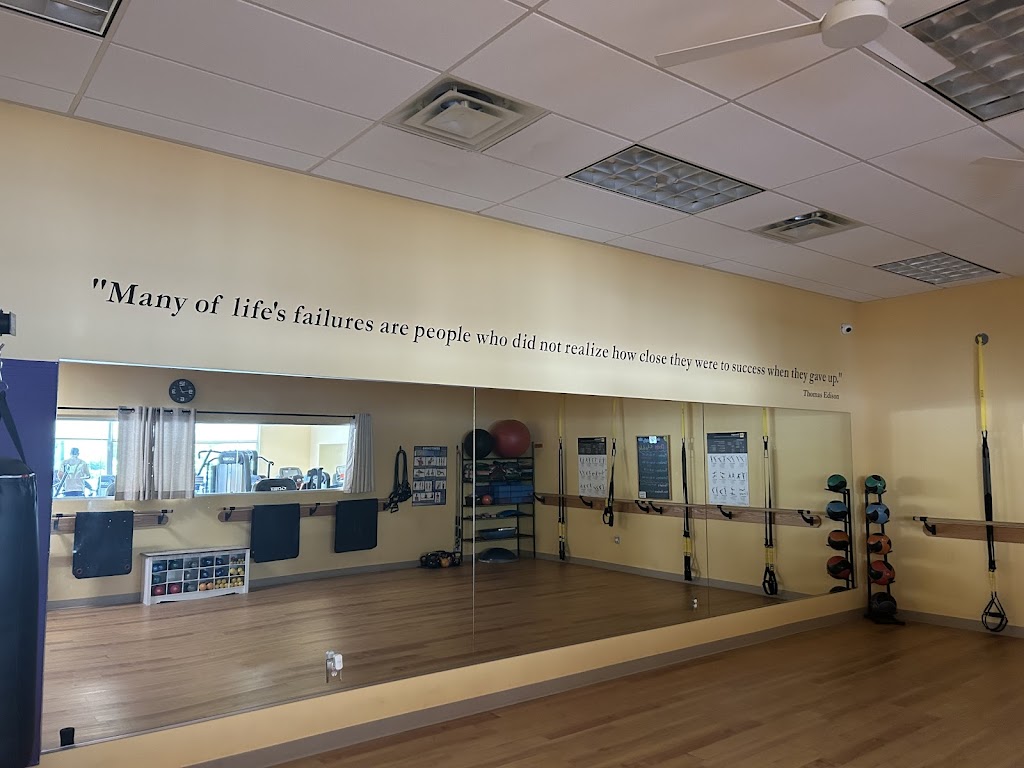 "Many of life's failures are people who did not realize how close they were to success when they gave up."
Thomas Edison